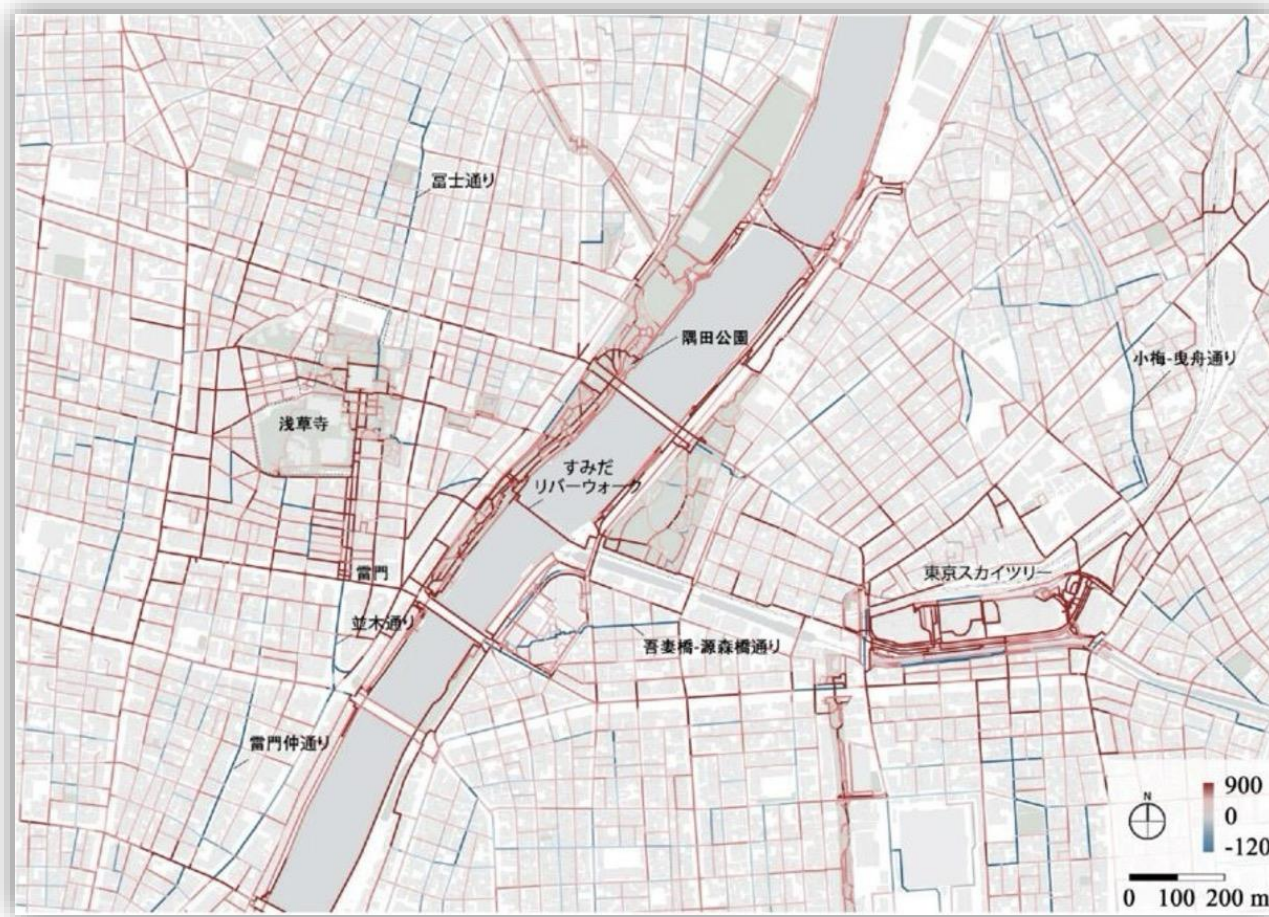 冨士通り
隅田公園
小梅-曳舟通り
浅草寺
すみだ
リバーウォーク
雷門
東京スカイツリー
並木通り
吾妻橋-源森橋通り
雷門仲通り
N
900
0
-120
0 100 200 m